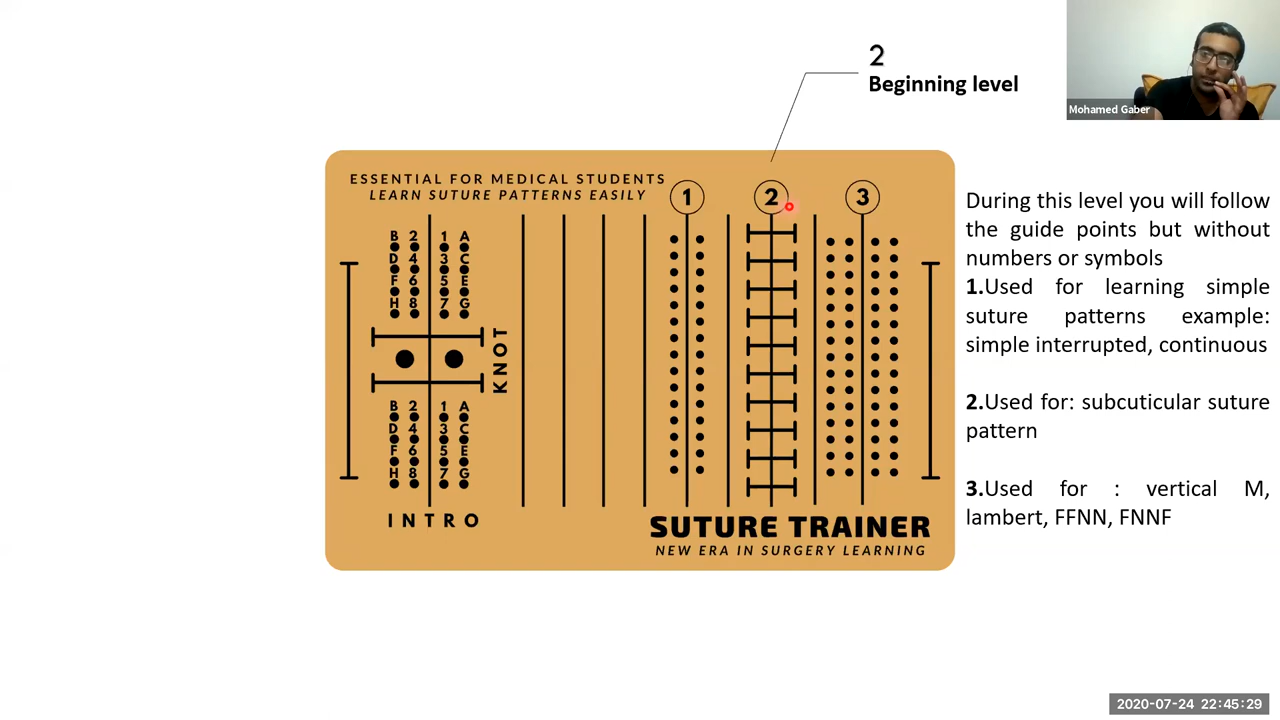 2
Beginning level
Mohamed Gaber
ESSENTIAL FOR MEDICAL STUDENTS
LEARN SUTURE PATTERNS EASILY
1 2 3
B 2 1 A
D 4 3 C
F 6 5 E
H 8 7 G
KNOT
B 2 1 A
D 4 3 C
F 6 5 E
H 8 7 G
INTRO
SUTURE TRAINER
NEW ERA IN SURGERY LEARNING
During this level you will follow
the guide points but without
numbers or symbols
1.Used for learning simple
suture patterns example:
simple interrupted, continuous
2.Used for: subcuticular suture
pattern
3.Used for : vertical M,
lambert, FFNN, FNNF
2020-07-24 22:45:29